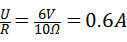 U/R = 6V/10Ω = 0.6A